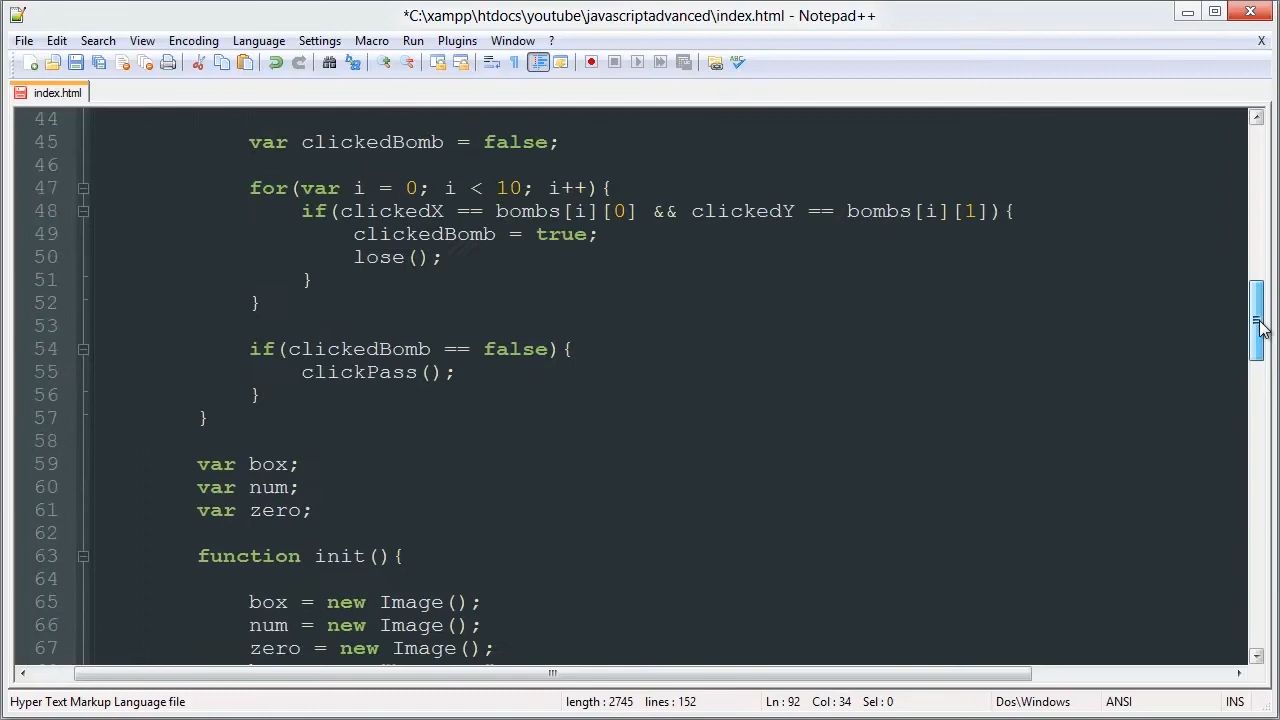 *C:\xampp\htdocs\youtube\javascriptadvanced\index.html - Notepad++
File Edit Search View Encoding Language Settings Macro Run Plugins Window ? X
index.html
44
45 var clickedBomb = false;
46
47 for(var i = 0; i < 10; i++){
48 if(clickedX == bombs[i][0] && clickedY == bombs[i][1]){
49 clickedBomb = true;
50 lose();
51 }
52 }
53
54 if(clickedBomb == false){
55 clickPass();
56 }
57 }
58
59 var box;
60 var num;
61 var zero;
62
63 function init(){
64
65 box = new Image();
66 num = new Image();
67 zero = new Image();
Hyper Text Markup Language file length : 2745 lines : 152 Ln : 92 Col : 34 Sel : 0 Dos\Windows ANSI INS